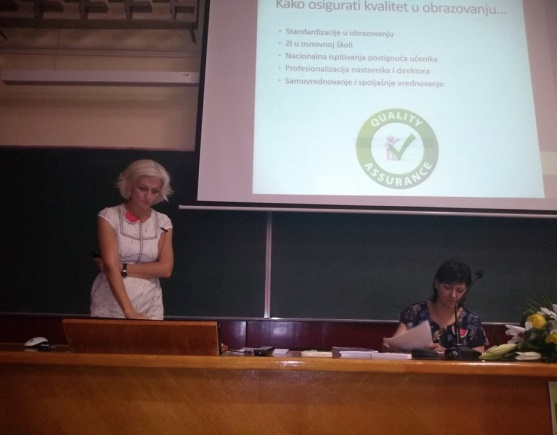 Kako osigurati kvalitet u obrazovanju...
Standardizacije u obrazovanju
ZI u osnovnoj školi
Nacionalna ispitivanja postignuća učenika
Profesionalizacija nastavnika i direktora
Samovrednovanje i spoljašnje vrednovanje
QUALITY
ASSURANCE